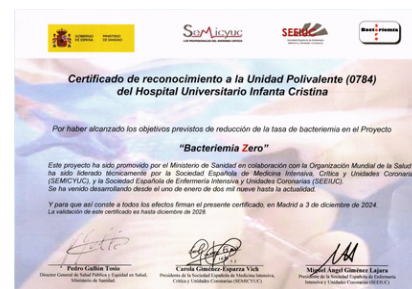 GOBIERNO DE ESPAÑA
MINISTERIO DE SANIDAD
SEMicyuc
SEEIUC
Bacteriemia
Certificado de reconocimiento a la Unidad Polivalente (0784)
del Hospital Universitario Infanta Cristina
Por haber alcanzado los objetivos previstos de reducción de la tasa de bacteriemia en el Proyecto
“Bacteriemia Zero”
Este proyecto ha sido promovido por el Ministerio de Sanidad en colaboración con la Organización Mundial de la Salud
ha sido liderado técnicamente por la Sociedad Española de Medicina Intensiva, Crítica y Unidades Coronarias
(SEMICYUC), y la Sociedad Española de Enfermería Intensiva y Unidades Coronarias (SEEIUC).
Se ha venido desarrollando desde el uno de enero de dos mil nueve hasta la actualidad.
Y para que así conste a todos los efectos firman el presente certificado, en Madrid a 3 de diciembre de 2024.
La validación de este certificado es hasta diciembre de 2028.
Pedro Gullón Tosio
Director General de Salud Pública y Equidad en Salud,
Ministerio de Sanidad.
Carola Giménez-Esparza Vich
Presidenta de la Sociedad Española de Medicina Intensiva,
Crítica y Unidades Coronarias (SEMICYUC)
Miguel Ángel Giménez Lajara
Presidente de la Sociedad Española de Enfermería
Intensiva y Unidades Coronarias (SEEIUC)